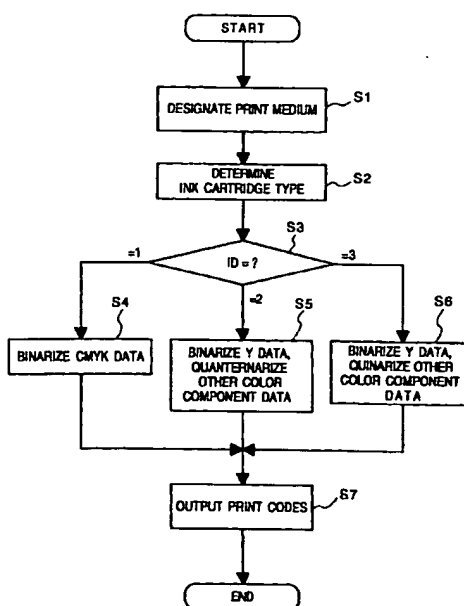 START
S1
DESIGNATE PRINT MEDIUM
S2
DETERMINE
INK CARTRIDGE TYPE
S3
ID = ?
=1
=2
=3
S4
BINARIZE CMYK DATA
S5
BINARIZE Y DATA,
QUANTERNARIZE
OTHER COLOR
COMPONENT DATA
S6
BINARIZE Y DATA,
QUINARIZE OTHER
COLOR COMPONENT
DATA
S7
OUTPUT PRINT CODES
END